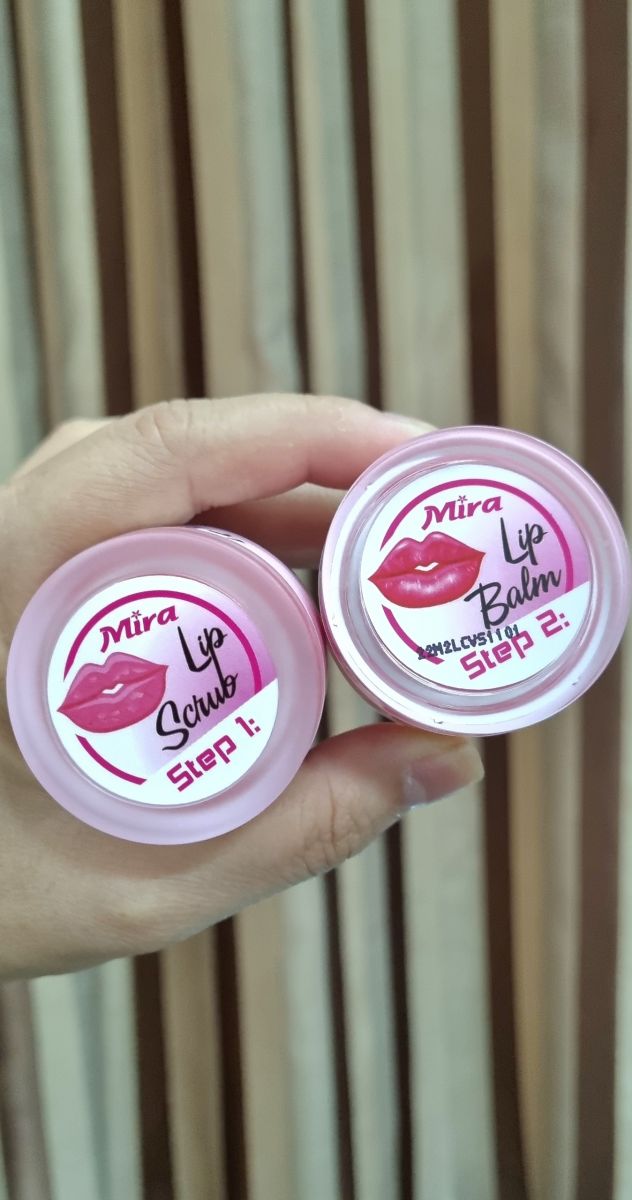 Mira
Lip
Scrub
Step 1:
Mira
Lip
Balm
Step 2: